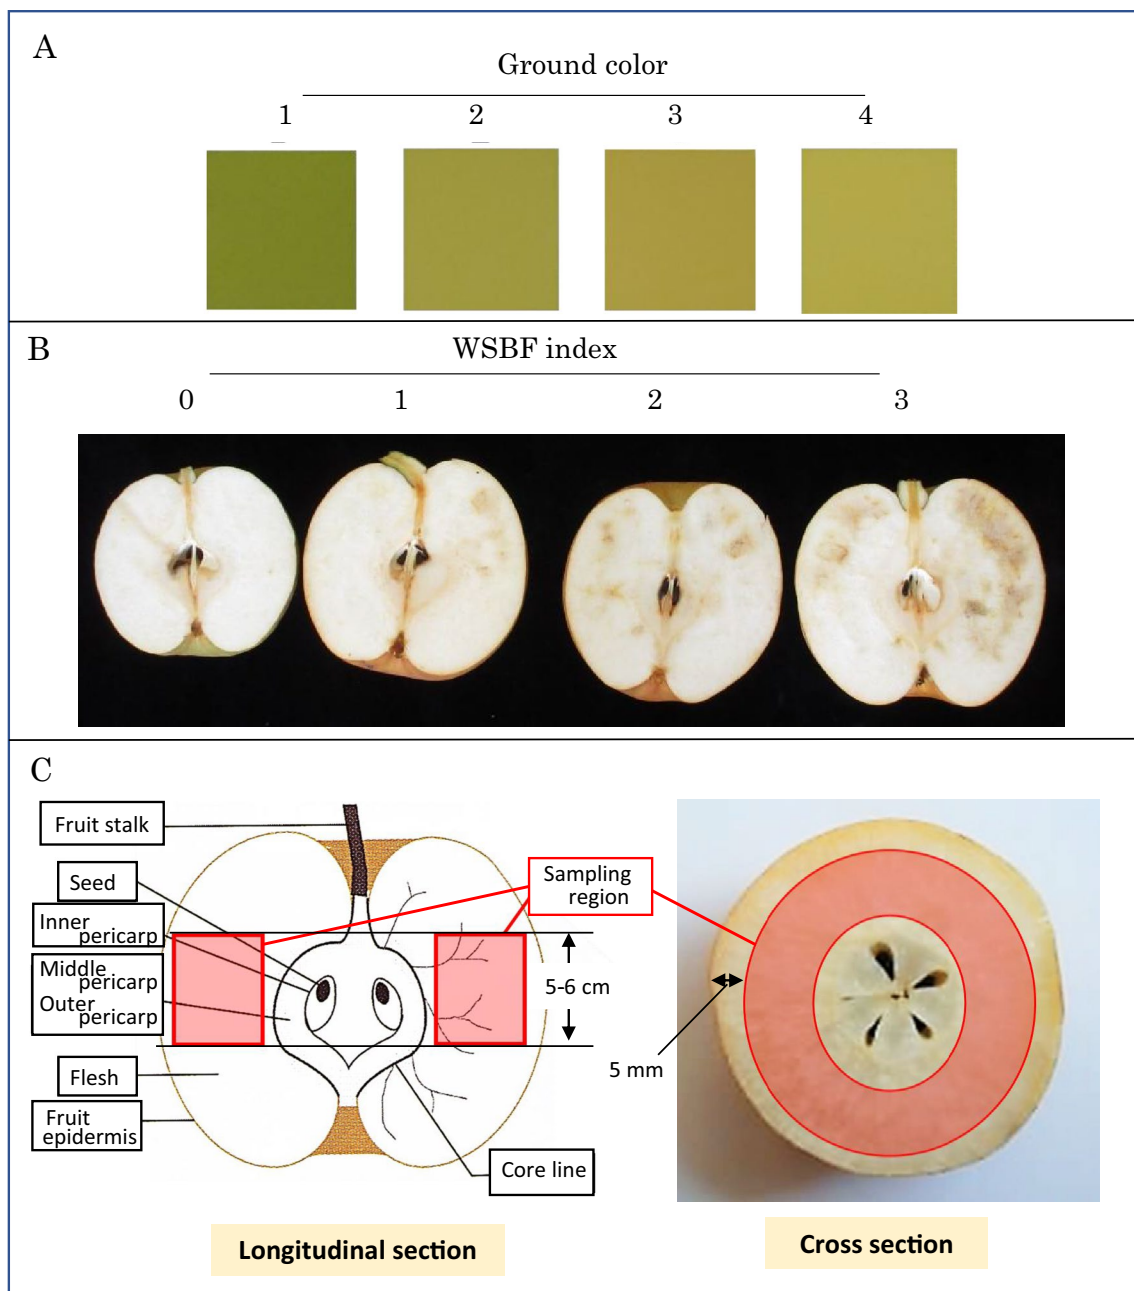 A
Ground color
1 2 3 4
B
WSBF index
0 1 2 3
C
Fruit stalk
Seed
Inner
pericarp
Middle
pericarp
Outer
pericarp
Flesh
Fruit
epidermis
Sampling
region
5-6 cm
5 mm
Core line
Longitudinal section
Cross section